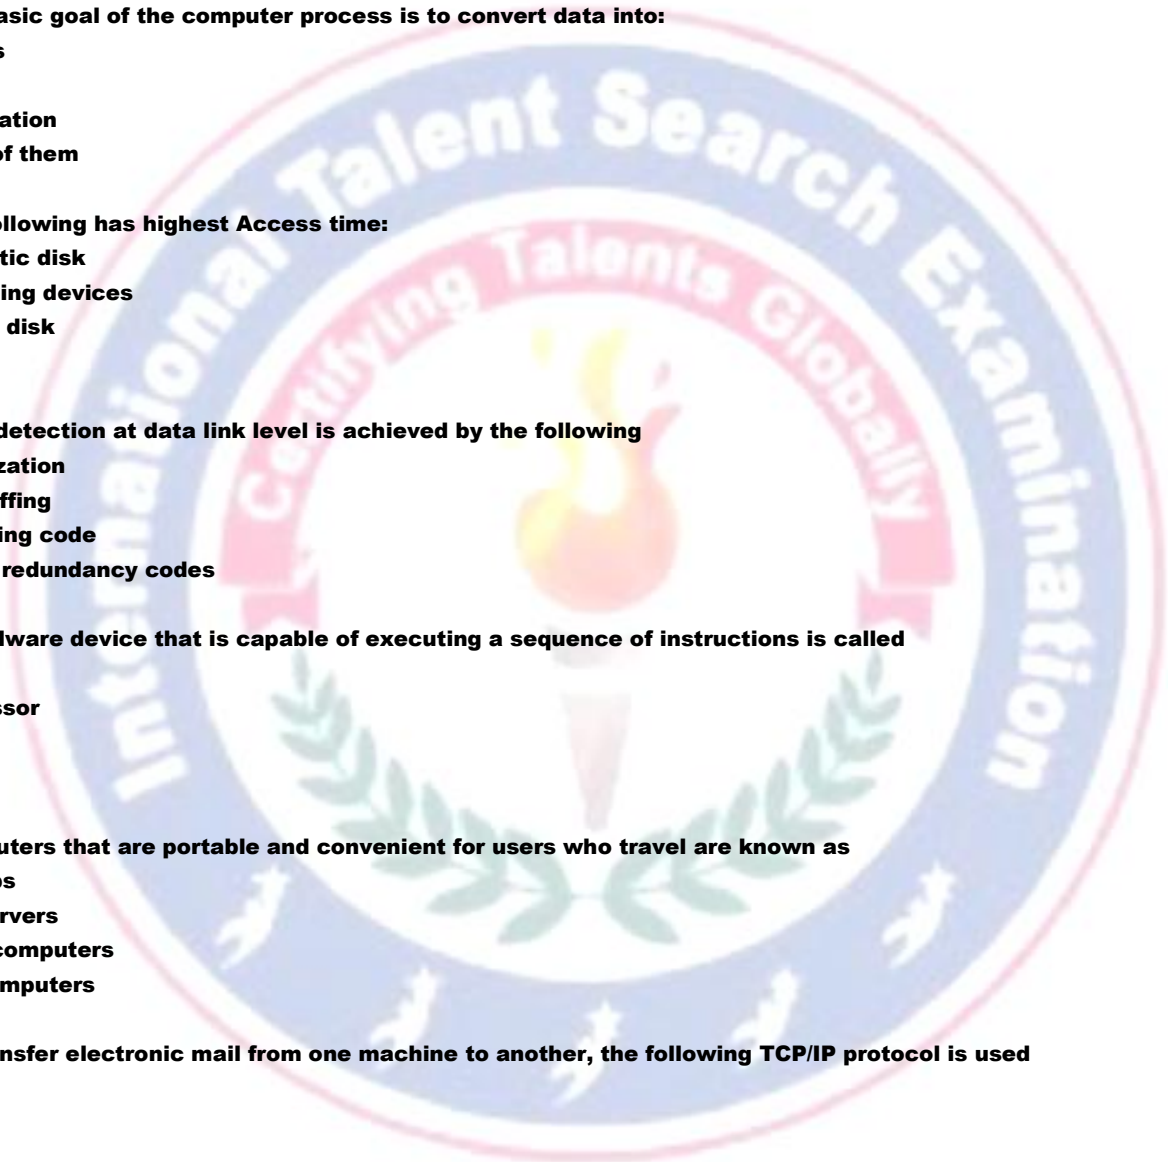 asic goal of the computer process is to convert data into:
s
ation
of them
ollowing has highest Access time:
tic disk
ing devices
disk
detection at data link level is achieved by the following
zation
ffing
ing code
redundancy codes
dware device that is capable of executing a sequence of instructions is called
ssor
uters that are portable and convenient for users who travel are known as
ps
rvers
computers
mputers
nsfer electronic mail from one machine to another, the following TCP/IP protocol is used
International Talent Search Examination
Certifying Talents Globally